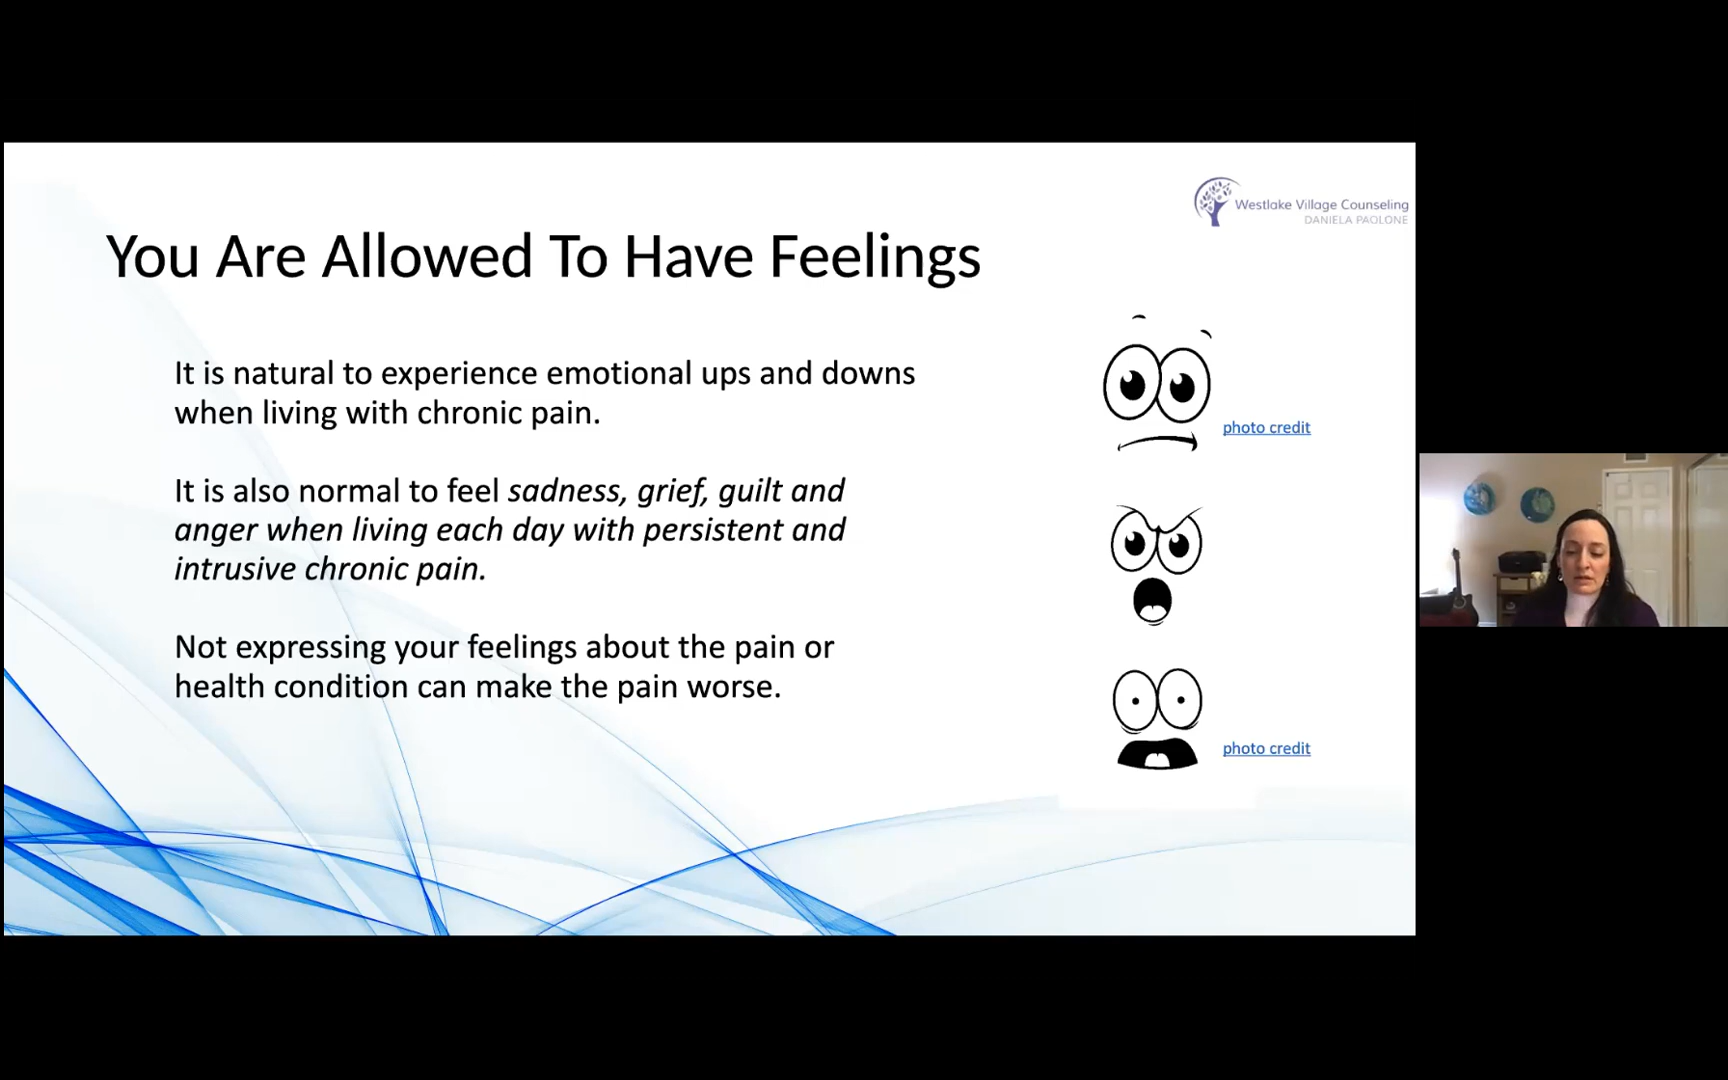 Westlake Village Counseling
DANIELA PAOLONE
You Are Allowed To Have Feelings
It is natural to experience emotional ups and downs
when living with chronic pain.
It is also normal to feel sadness, grief, guilt and
anger when living each day with persistent and
intrusive chronic pain.
Not expressing your feelings about the pain or
health condition can make the pain worse.
photo credit
photo credit